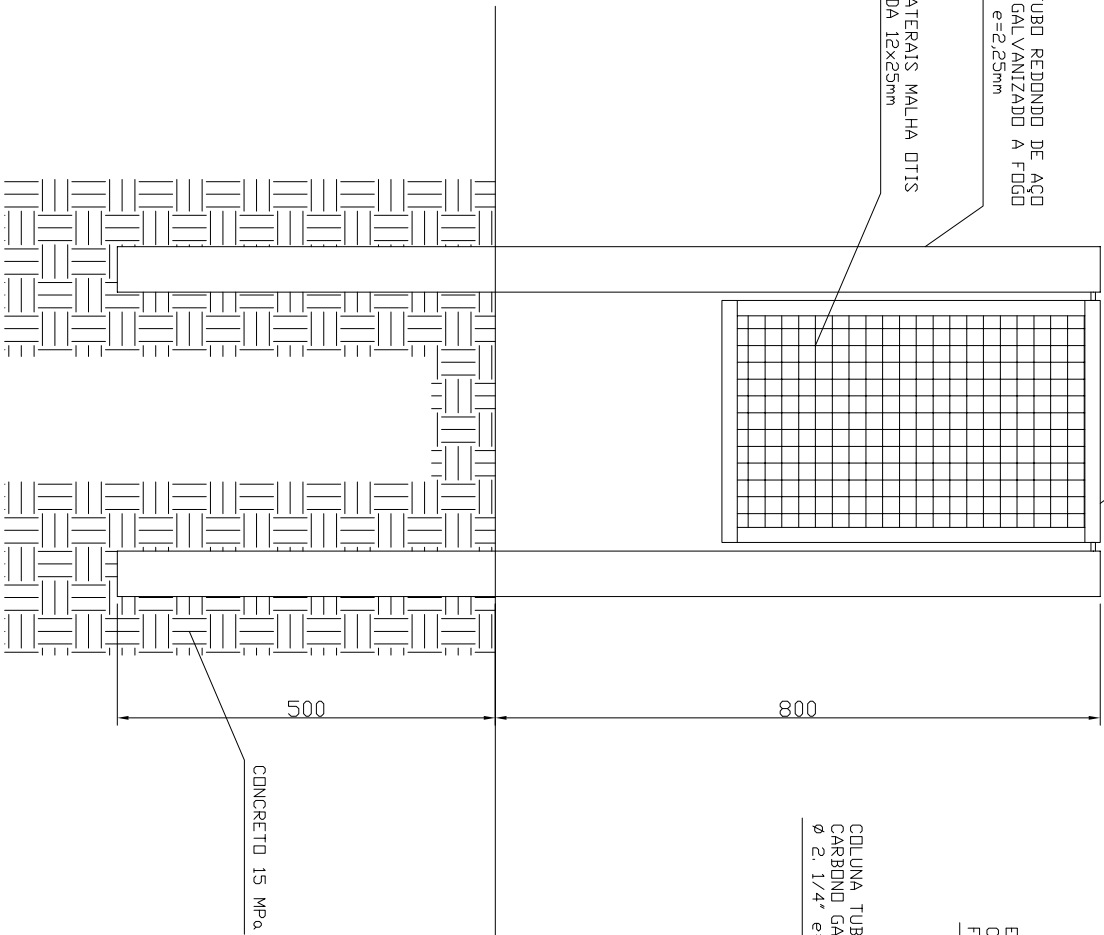 TUBO REDONDO DE AÇO
GALVANIZADO A FOGO
e=2,25mm
ATERAIS MALHA OTIS
DA 12x25mm
500
800
CONCRETO 15 MPa
COLUNA TUB
CARBONO GA
Ø 2. 1/4" e=
E
C
F